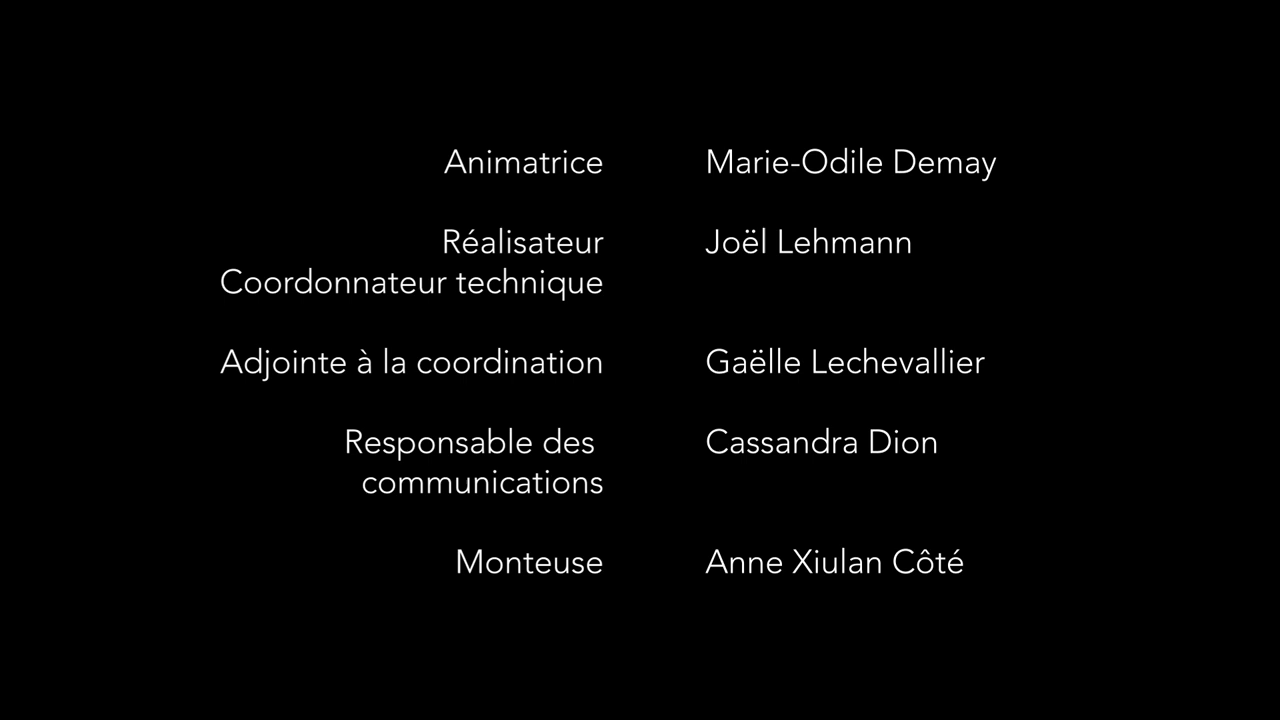 Animatrice Marie-Odile Demay
Réalisateur Joël Lehmann
Coordonnateur technique
Adjointe à la coordination Gaëlle Lechevallier
Responsable des Cassandra Dion
communications
Monteuse Anne Xiulan Côté